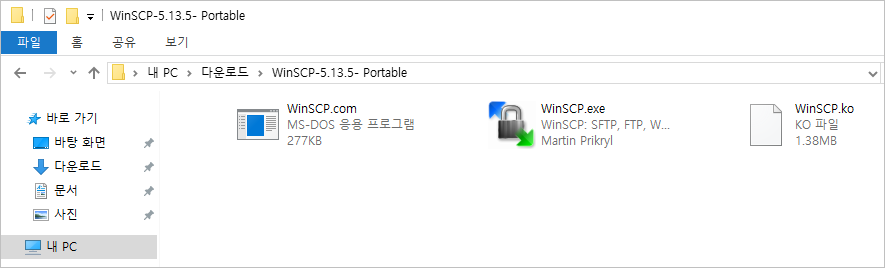 WinSCP-5.13.5- Portable
파일 홈 공유 보기
내 PC 다운로드 WinSCP-5.13.5- Portable
바로 가기
바탕 화면
다운로드
문서
사진
내 PC
WinSCP.com
MS-DOS 응용 프로그램
277KB
WinSCP.exe
WinSCP: SFTP, FTP, W...
Martin Prikryl
WinSCP.ko
KO 파일
1.38MB